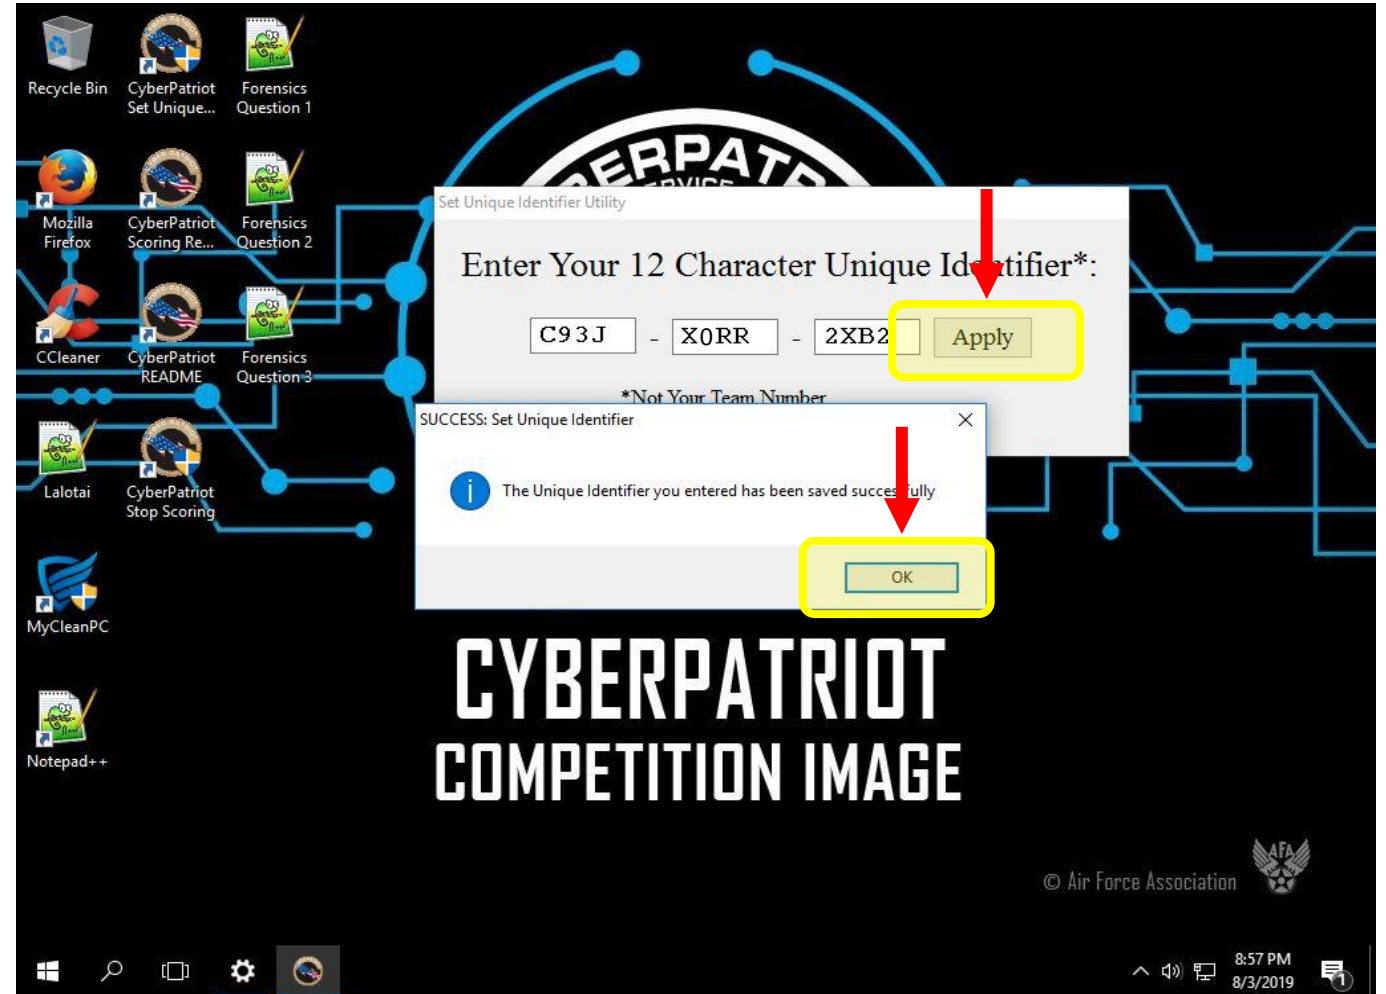 Recycle Bin
CyberPatriot
Set Unique...
Forensics
Question 1
Mozilla
Firefox
CyberPatriot
Scoring Re...
Forensics
Question 2
CCleaner
CyberPatriot
README
Forensics
Question 3
Lalotai
CyberPatriot
Stop Scoring
MyCleanPC
Notepad++
Set Unique Identifier Utility
Enter Your 12 Character Unique Identifier*:
C93J - X0RR - 2XB2 Apply
*Not Your Team Number
SUCCESS: Set Unique Identifier
The Unique Identifier you entered has been saved successfully
OK
CYBERPATRIOT
COMPETITION IMAGE
AFA
© Air Force Association
8:57 PM
8/3/2019
1